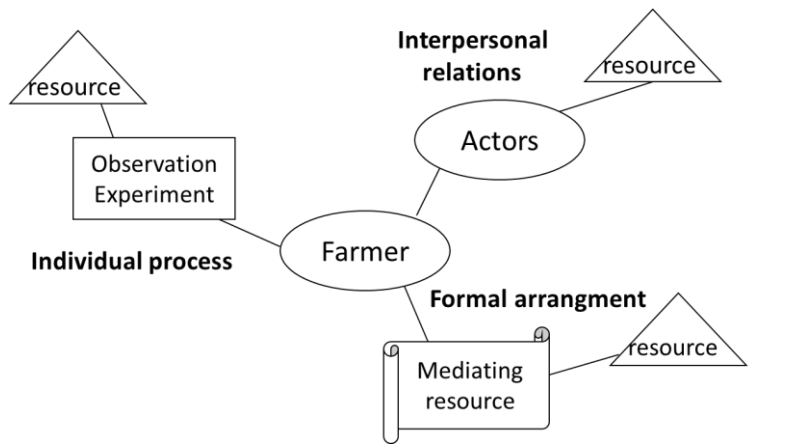 resource
Observation
Experiment
Individual process
Interpersonal
relations
resource
Actors
Farmer
Formal arrangment
Mediating
resource
resource